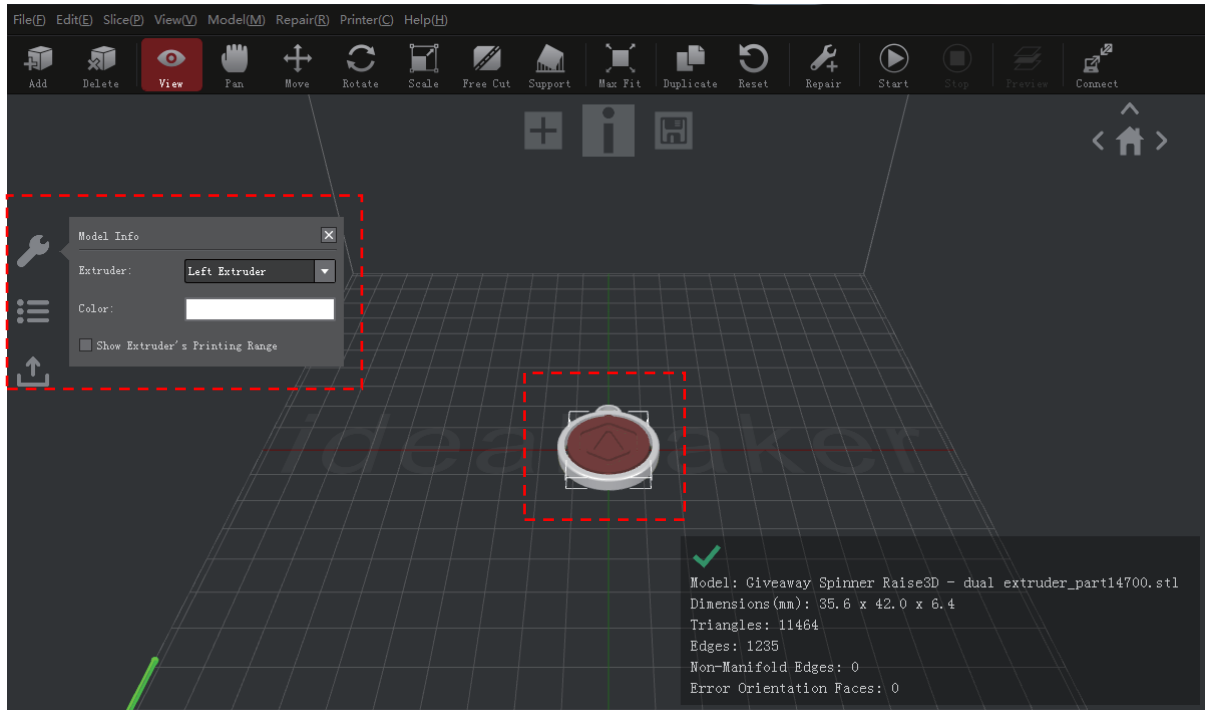 File(F) Edit(E) Slice(P) View(V) Model(M) Repair(R) Printer(C) Help(H)
Add Delete View Pan Move Rotate Scale Free Cut Support Max Fit Duplicate Reset Repair Start Stop Preview Connect
Model Info
Extruder: Left Extruder
Color:
Show Extruder's Printing Range
ideaMaker
Model: Giveaway Spinner Raise3D - dual extruder_part14700.stl
Dimensions(mm): 35.6 x 42.0 x 6.4
Triangles: 11464
Edges: 1235
Non-Manifold Edges: 0
Error Orientation Faces: 0